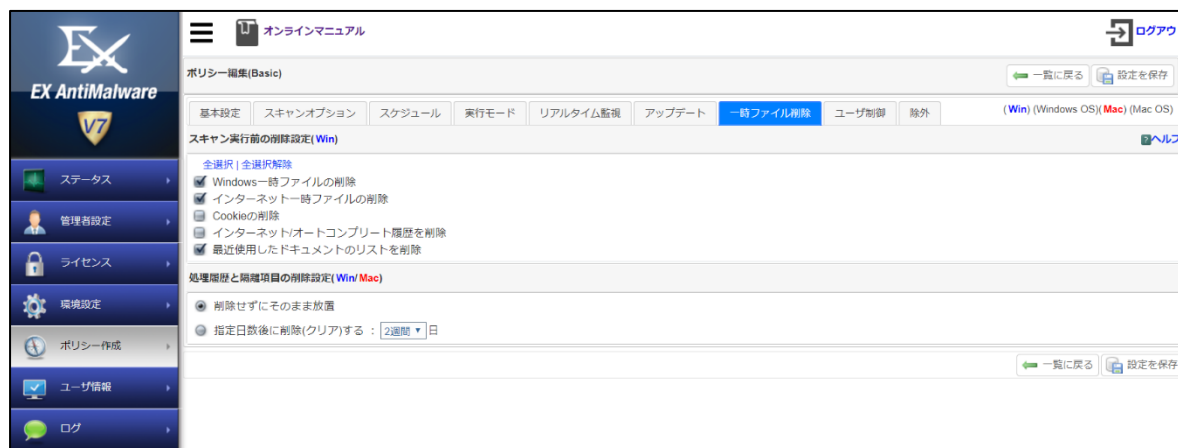 EX
EX AntiMalware
V7
オンラインマニュアル
ログアウ
ポリシー編集(Basic)
一覧に戻る
設定を保存
基本設定 スキャンオプション スケジュール 実行モード リアルタイム監視 アップデート 一時ファイル削除 ユーザ制御 除外 (Win) (Windows OS)(Mac) (Mac OS)
スキャン実行前の削除設定(Win)
ヘルプ
全選択 | 全選択解除
Windows一時ファイルの削除
インターネット一時ファイルの削除
Cookieの削除
インターネット/オートコンプリート履歴を削除
最近使用したドキュメントのリストを削除
処理履歴と隔離項目の削除設定(Win/Mac)
削除せずにそのまま放置
指定日数後に削除(クリア)する : 2週間 日
一覧に戻る
設定を保存
ステータス
管理者設定
ライセンス
環境設定
ポリシー作成
ユーザ情報
ログ